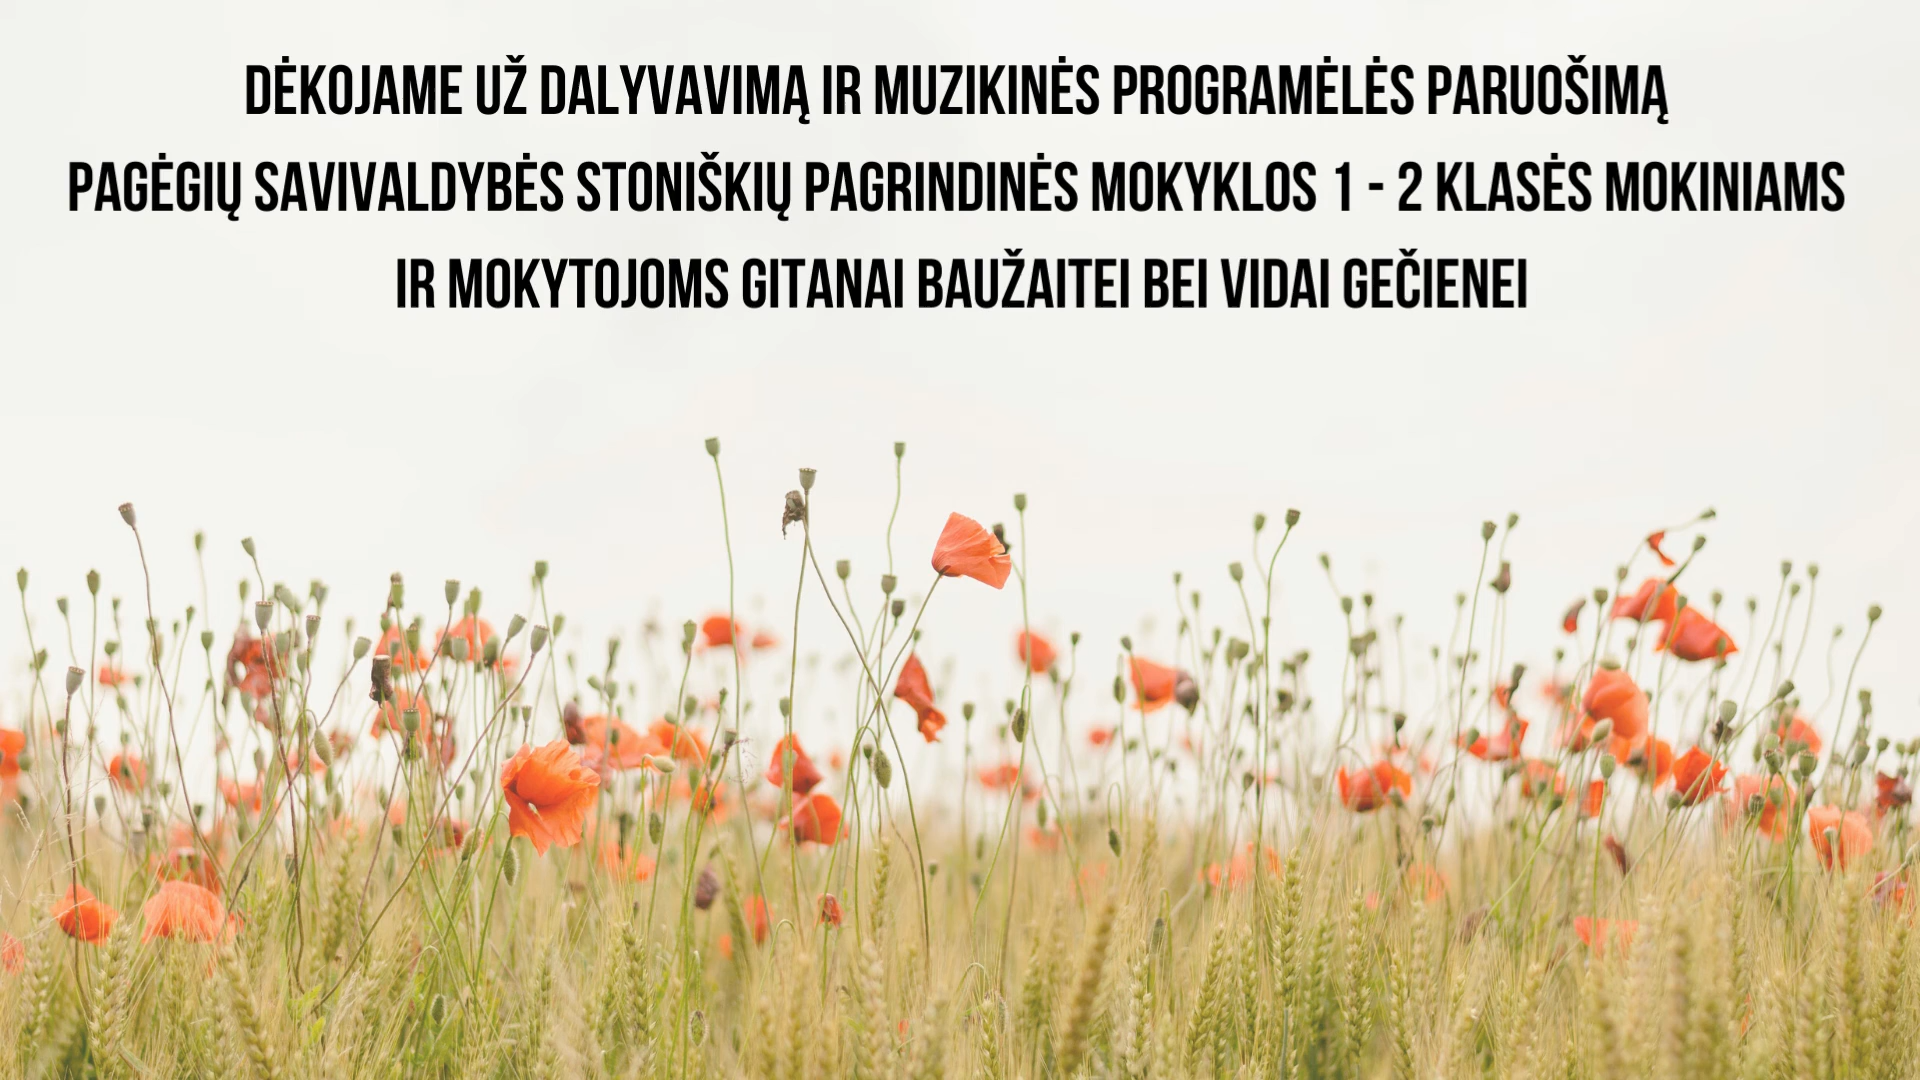 DĖKOJAME UŽ DALYVAVIMĄ IR MUZIKINĖS PROGRAMĖLĖS PARUOŠIMĄ
PAGĖGIŲ SAVIVALDYBĖS STONIŠKIŲ PAGRINDINĖS MOKYKLOS 1 - 2 KLASĖS MOKINIAMS
IR MOKYTOJOMS GITANAI BAUŽAITEI BEI VIDAI GEČIENEI